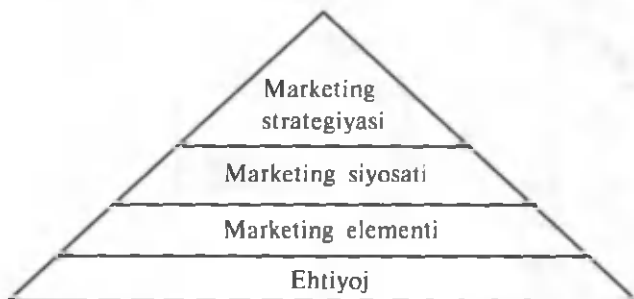 Marketing
strategiyasi
Marketing siyosati
Marketing elementi
Ehtiyoj